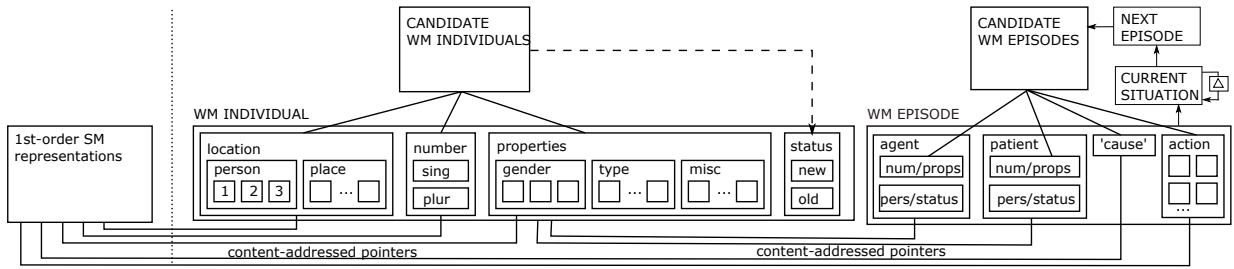 CANDIDATE
WM INDIVIDUALS
CANDIDATE
WM EPISODES
NEXT
EPISODE
CURRENT
SITUATION
△
1st-order SM
representations
WM INDIVIDUAL
location
person
1 2 3
place
...
number
sing
plur
properties
gender
type
...
misc
...
status
new
old
WM EPISODE
agent
num/props
pers/status
patient
num/props
pers/status
'cause'
action
...
content-addressed pointers
content-addressed pointers